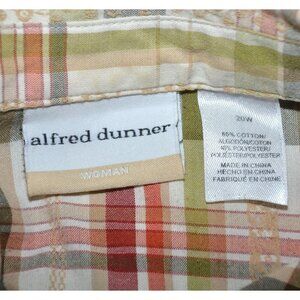 alfred dunner
WOMAN
20W
60% COTTON/
ALGODÓN/COTON
40% POLYESTER/
POLIÉSTER/POLYESTER
MADE IN CHINA
HECHO EN CHINA
FABRIQUÉ EN CHINE